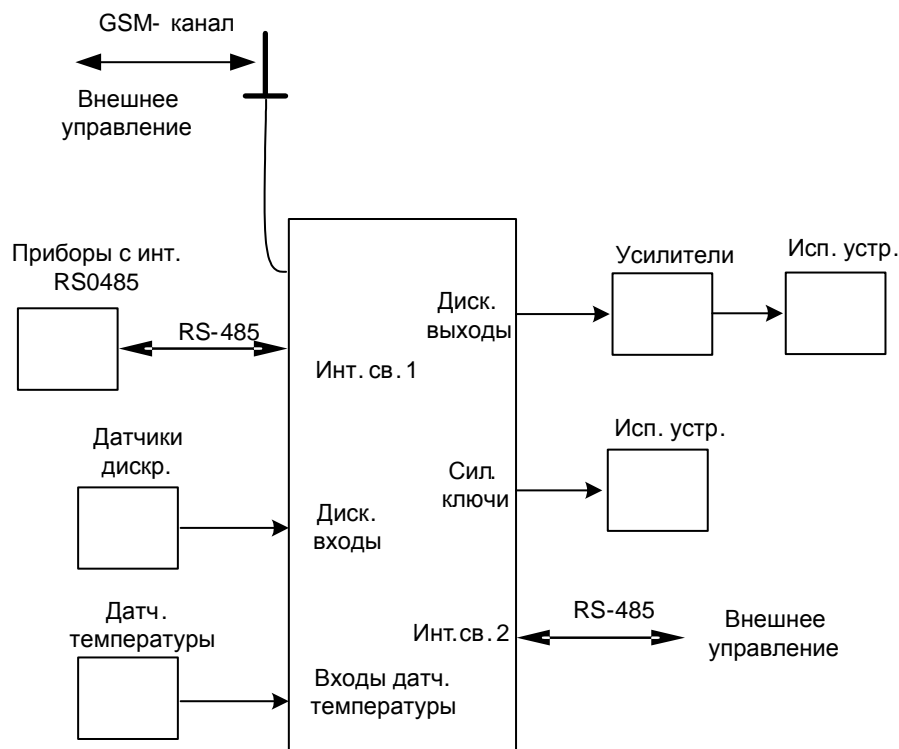 GSM- канал
Внешнее
управление
Приборы с инт.
RS0485
RS-485
Инт. св. 1
Датчики
дискр.
Диск.
входы
Датч.
температуры
Входы датч.
температуры
Диск.
выходы
Усилители
Исп. устр.
Сил.
ключи
Исп. устр.
Инт.св. 2
RS-485
Внешнее
управление